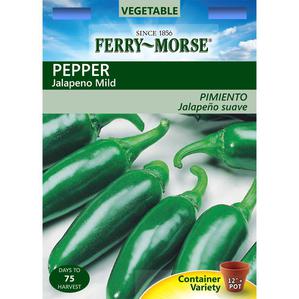 VEGETABLE
SINCE 1856
FERRY~MORSE®
PEPPER
Jalapeno Mild
PIMIENTO
Jalapeño suave
DAYS TO
75
HARVEST
Container
Variety
12"
POT